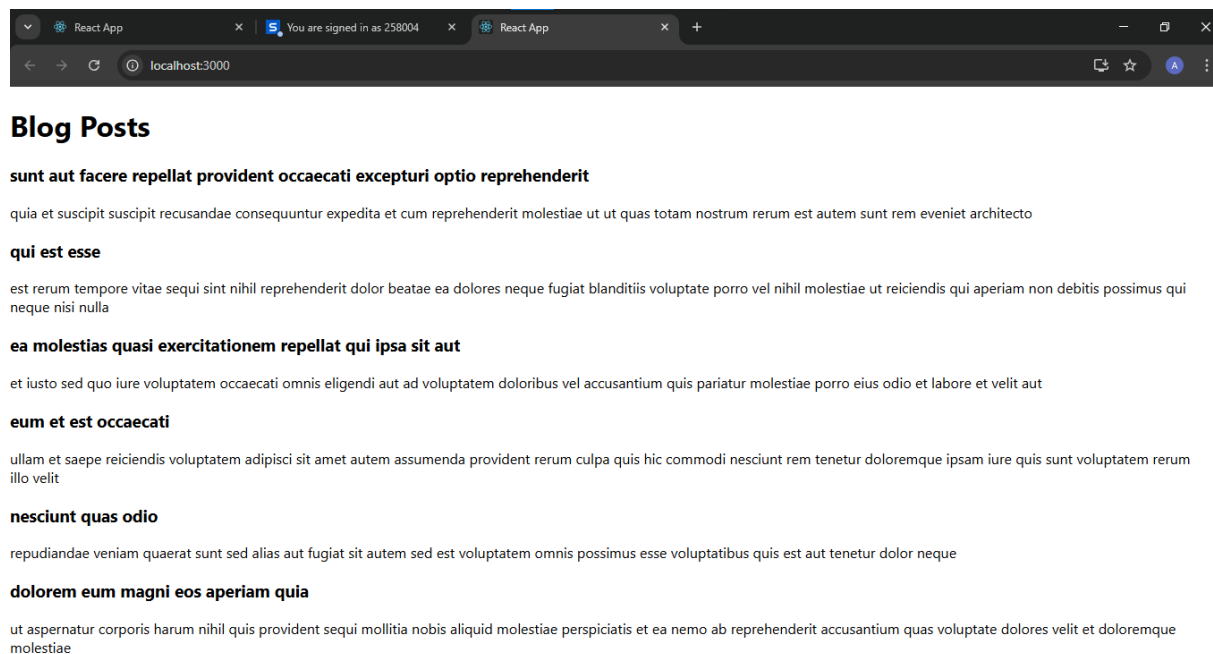 React App
You are signed in as 258004
React App
localhost:3000
A
Blog Posts
sunt aut facere repellat provident occaecati excepturi optio reprehenderit
quia et suscipit suscipit recusandae consequuntur expedita et cum reprehenderit molestiae ut ut quas totam nostrum rerum est autem sunt rem eveniet architecto
qui est esse
est rerum tempore vitae sequi sint nihil reprehenderit dolor beatae ea dolores neque fugiat blanditiis voluptate porro vel nihil molestiae ut reiciendis qui aperiam non debitis possimus qui
neque nisi nulla
ea molestias quasi exercitationem repellat qui ipsa sit aut
et iusto sed quo iure voluptatem occaecati omnis eligendi aut ad voluptatem doloribus vel accusantium quis pariatur molestiae porro eius odio et labore et velit aut
eum et est occaecati
ullam et saepe reiciendis voluptatem adipisci sit amet autem assumenda provident rerum culpa quis hic commodi nesciunt rem tenetur doloremque ipsam iure quis sunt voluptatem rerum
illo velit
nesciunt quas odio
repudiandae veniam quaerat sunt sed alias aut fugiat sit autem sed est voluptatem omnis possimus esse voluptatibus quis est aut tenetur dolor neque
dolorem eum magni eos aperiam quia
ut aspernatur corporis harum nihil quis provident sequi mollitia nobis aliquid molestiae perspiciatis et ea nemo ab reprehenderit accusantium quas voluptate dolores velit et doloremque
molestiae